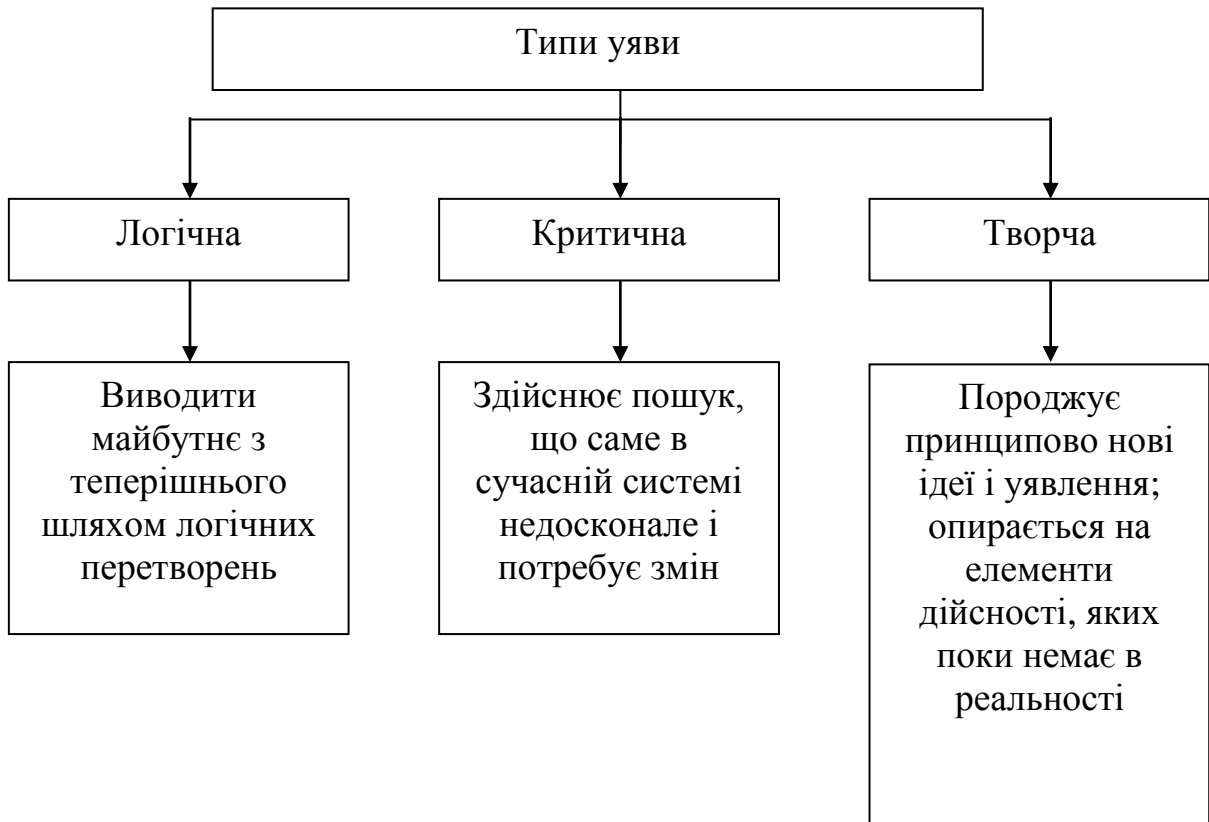 Типи уяви
Логічна
Критична
Творча
Виводити
майбутнє з
теперішнього
шляхом логічних
перетворень
Здійснює пошук,
що саме в
сучасній системі
недосконале і
потребує змін
Породжує
принципово нові
ідеї і уявлення;
опирається на
елементи
дійсності, яких
поки немає в
реальності